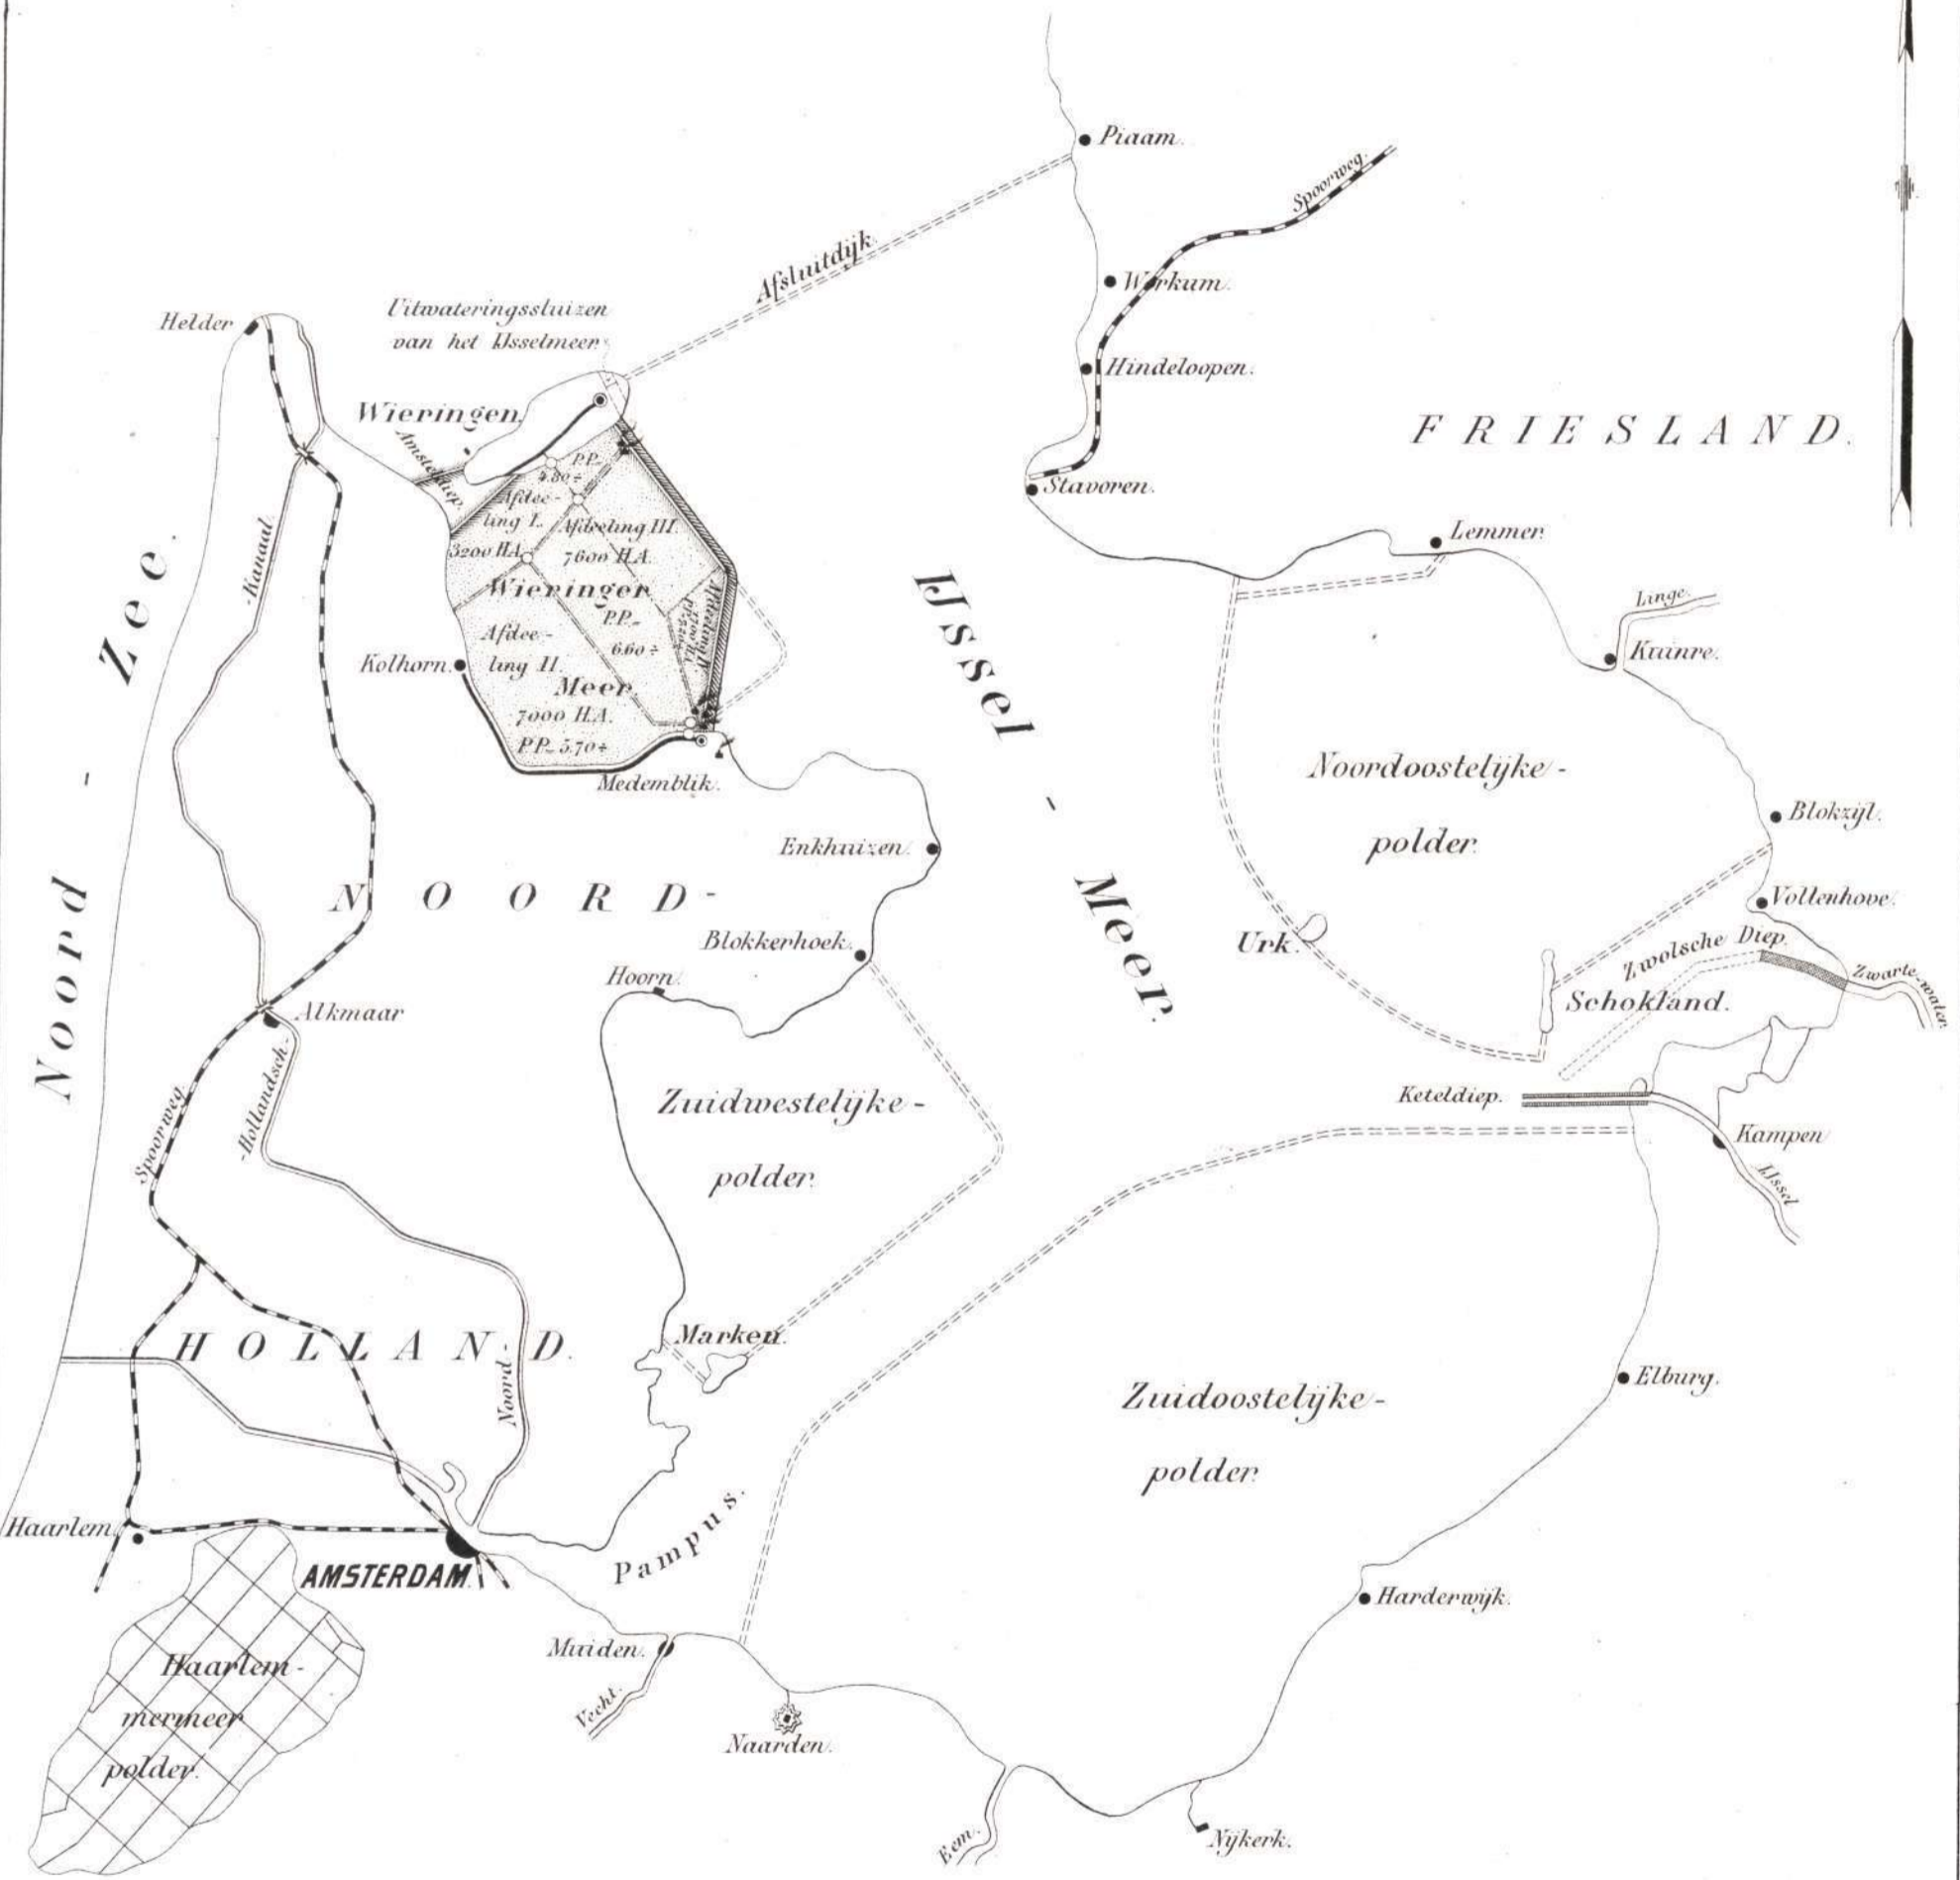 Piaam.
Spoorweg.
Afsluitdijk.
Workum.
Helder
Uitwateringssluizen
van het IJsselmeer.
Hindeloopen.
Wieringen.
FRIESLAND.
Amsteldiep.
P.P.
4.80 ÷
Stavoren.
Afdee-
ling I.
Afdeeling III.
Lemmer.
3200 H.A.
7600 H.A.
Kanaal.
Wieringer
Linge.
P.P.
6.60 ÷
Afdeeling IV.
1700 H.A.
Afdee-
ling II.
Kolhorn.
Kuinre.
Meer.
7000 H.A.
P.P. 5.70 ÷
Medemblik.
IJssel - Meer.
Noord - Zee.
Noordoostelijke-
polder.
Blokzijl.
Enkhuizen.
NOORD-
Vollenhove.
Blokkerhoek.
Urk.
Zwolsche Diep.
Zwarte-water.
Hoorn.
Schokland.
Alkmaar
-Hollandsch-
Spoorweg.
Zuidwestelijke-
polder.
Keteldiep.
Kampen
IJssel
HOLLAND.
Marken.
Noord-
Elburg.
Zuidoostelijke-
polder.
Haarlem.
Pampus.
AMSTERDAM.
Harderwijk.
Muiden.
Haarlem-
mermeer
polder.
Vecht.
Naarden.
Eem.
Nijkerk.